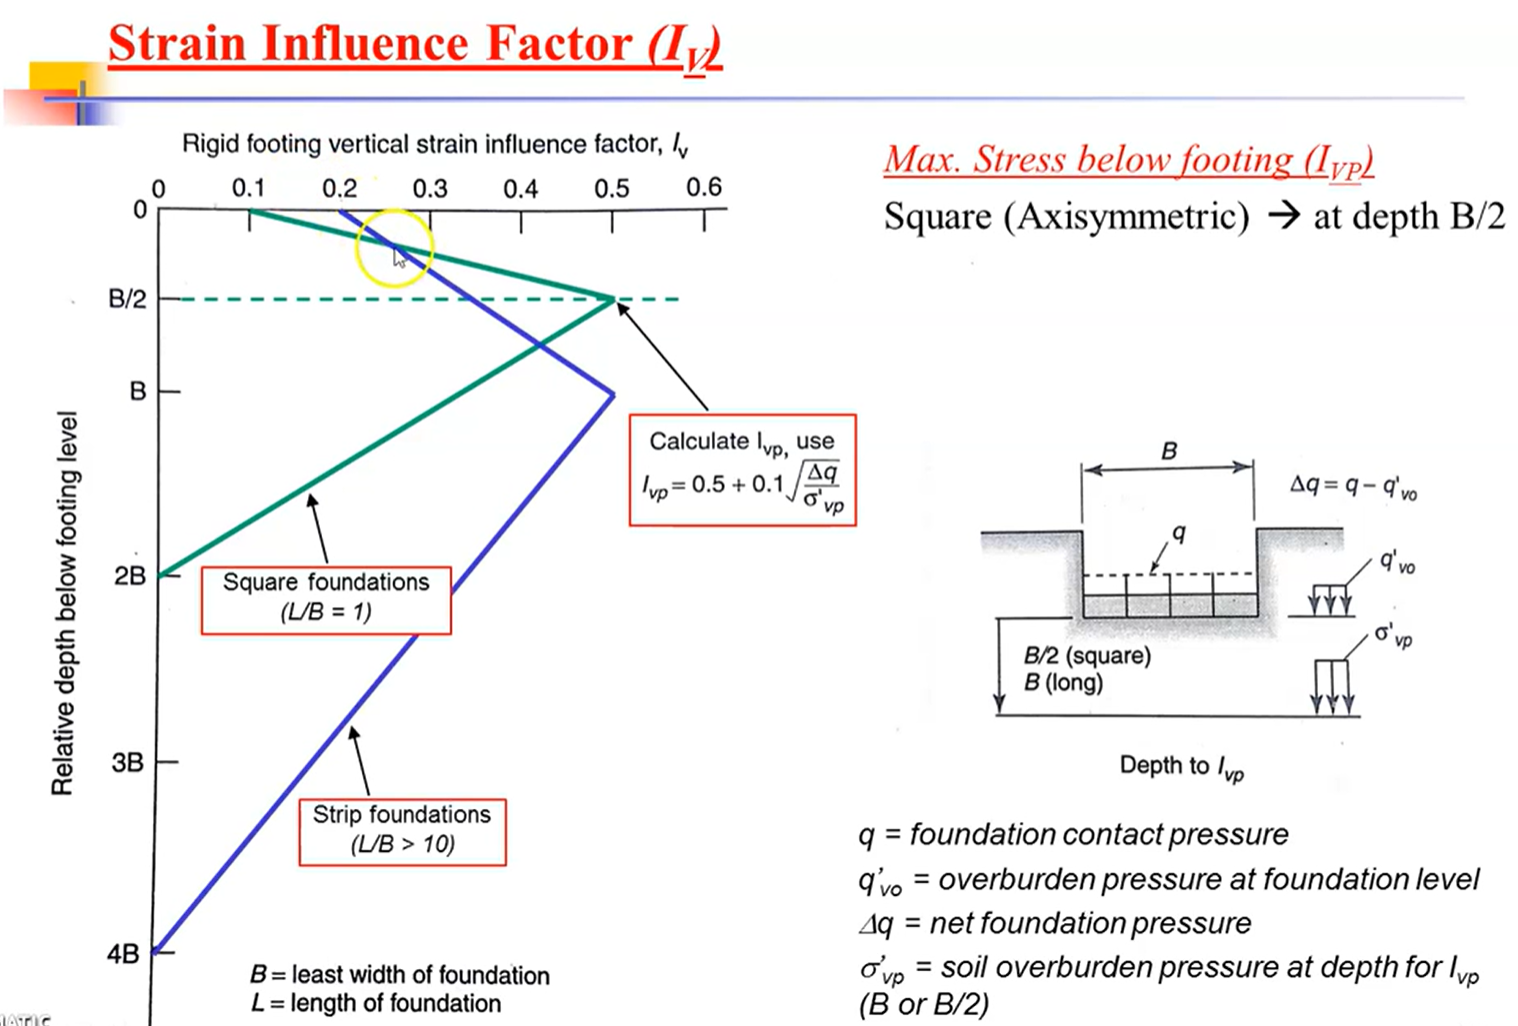 Strain Influence Factor (IV)
Rigid footing vertical strain influence factor, Iv
0 0.1 0.2 0.3 0.4 0.5 0.6
0
B/2
B
2B
3B
4B
Relative depth below footing level
Calculate Ivp, use
Ivp = 0.5 + 0.1√(Δq/σ'vp)
Square foundations
(L/B = 1)
Strip foundations
(L/B > 10)
B = least width of foundation
L = length of foundation
Max. Stress below footing (IVP)
Square (Axisymmetric) → at depth B/2
B
Δq = q – q'vo
q
q'vo
σ'vp
B/2 (square)
B (long)
Depth to Ivp
q = foundation contact pressure
q'vo = overburden pressure at foundation level
Δq = net foundation pressure
σ'vp = soil overburden pressure at depth for Ivp
(B or B/2)